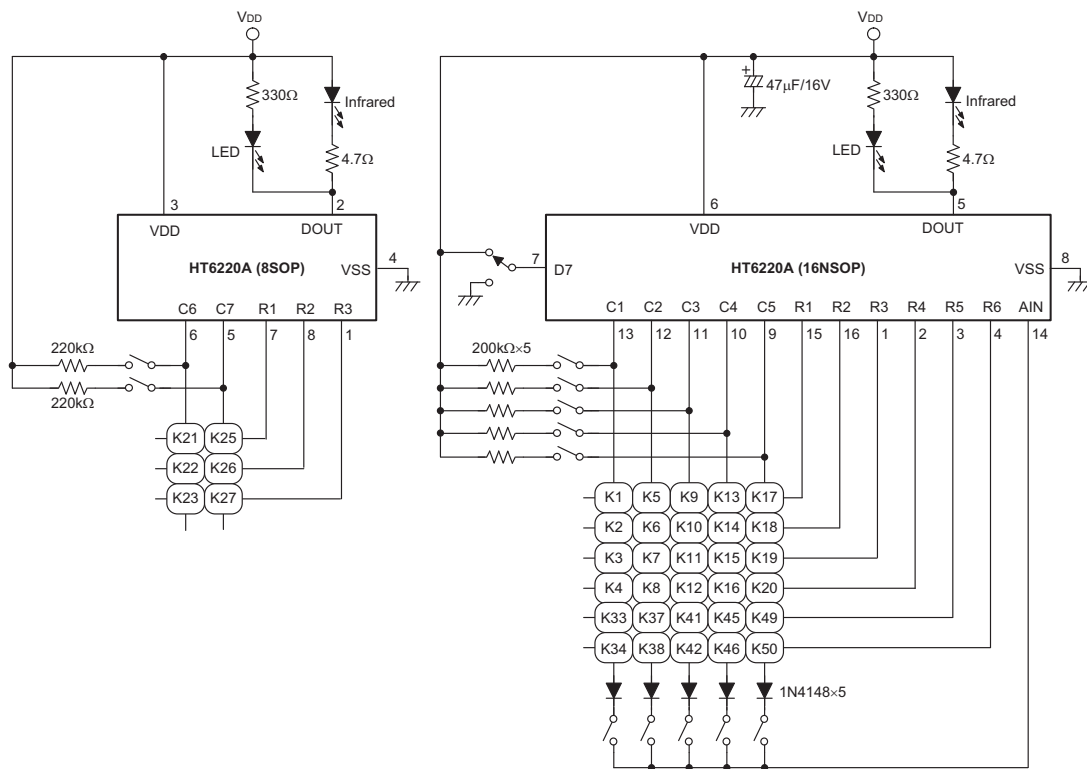 VDD
330Ω
Infrared
LED
4.7Ω
3
2
VDD
DOUT
HT6220A (8SOP)
VSS
4
C6
C7
R1
R2
R3
6
5
7
8
1
220kΩ
220kΩ
K21
K25
K22
K26
K23
K27
VDD
+
47μF/16V
330Ω
Infrared
LED
4.7Ω
6
5
VDD
DOUT
7
D7
HT6220A (16NSOP)
VSS
8
C1
C2
C3
C4
C5
R1
R2
R3
R4
R5
R6
AIN
13
12
11
10
9
15
16
1
2
3
4
14
200kΩ×5
K1
K5
K9
K13
K17
K2
K6
K10
K14
K18
K3
K7
K11
K15
K19
K4
K8
K12
K16
K20
K33
K37
K41
K45
K49
K34
K38
K42
K46
K50
1N4148×5